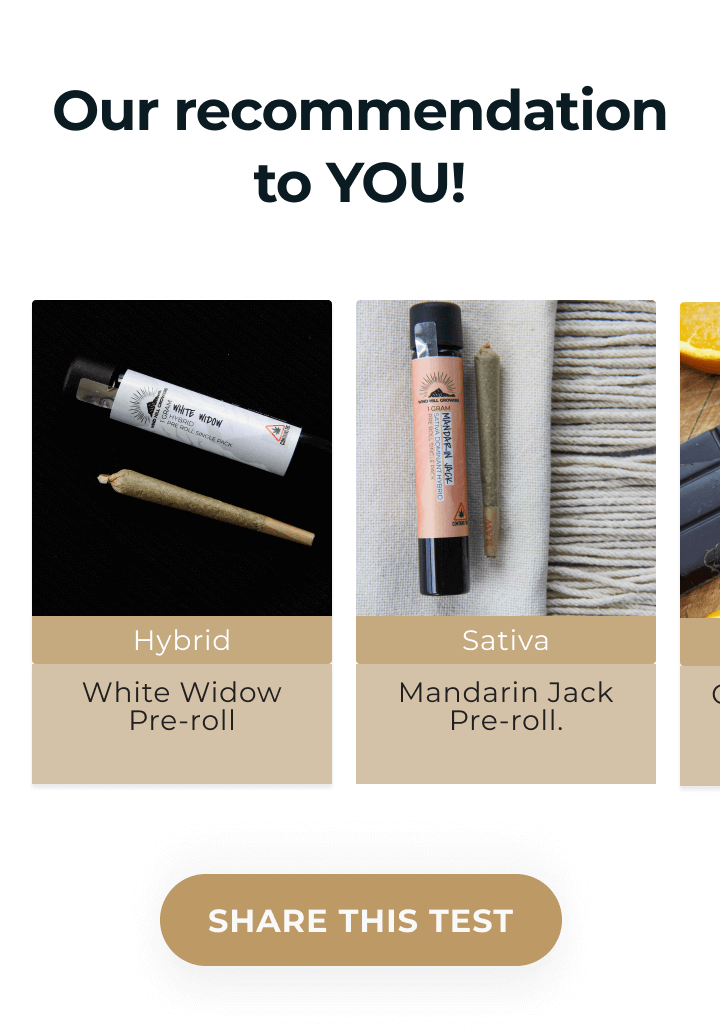 Our recommendation
to YOU!
WHITE WIDOW
1 GRAM
HYBRID
PRE ROLL SINGLE PACK
WIND HILL GROWERS
1 GRAM
MANDARIN JACK
SATIVA DOMINANT HYBRID
PRE ROLL SINGLE PACK
Hybrid
Sativa
White Widow
Pre-roll
Mandarin Jack
Pre-roll.
SHARE THIS TEST